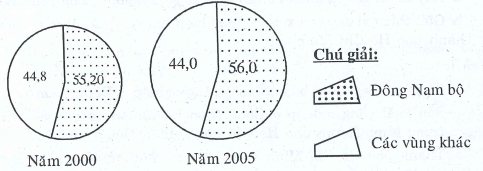 44,8
55,20
44,0
56,0
Chú giải:
Đông Nam bộ
Các vùng khác
Năm 2000
Năm 2005